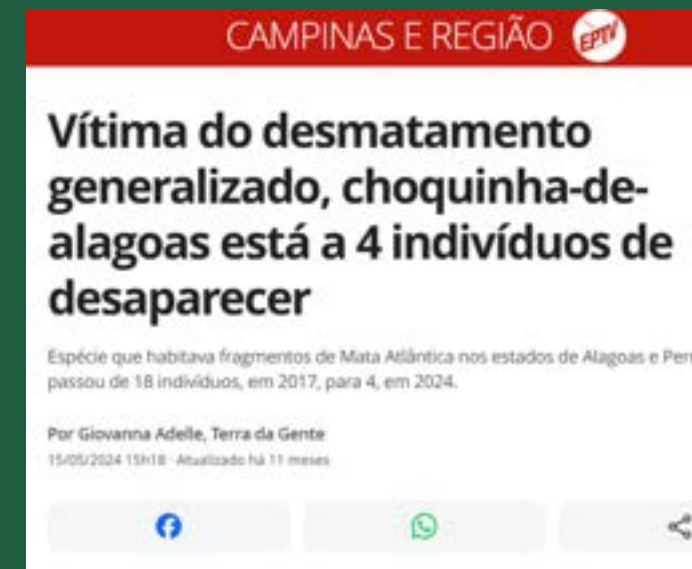 CAMPINAS E REGIÃO EPTV
Vítima do desmatamento
generalizado, choquinha-de-
alagoas está a 4 indivíduos de
desaparecer
Espécie que habitava fragmentos de Mata Atlântica nos estados de Alagoas e Pern
passou de 18 indivíduos, em 2017, para 4, em 2024.
Por Giovanna Adelle, Terra da Gente
15/05/2024 15h18 · Atualizado há 11 meses